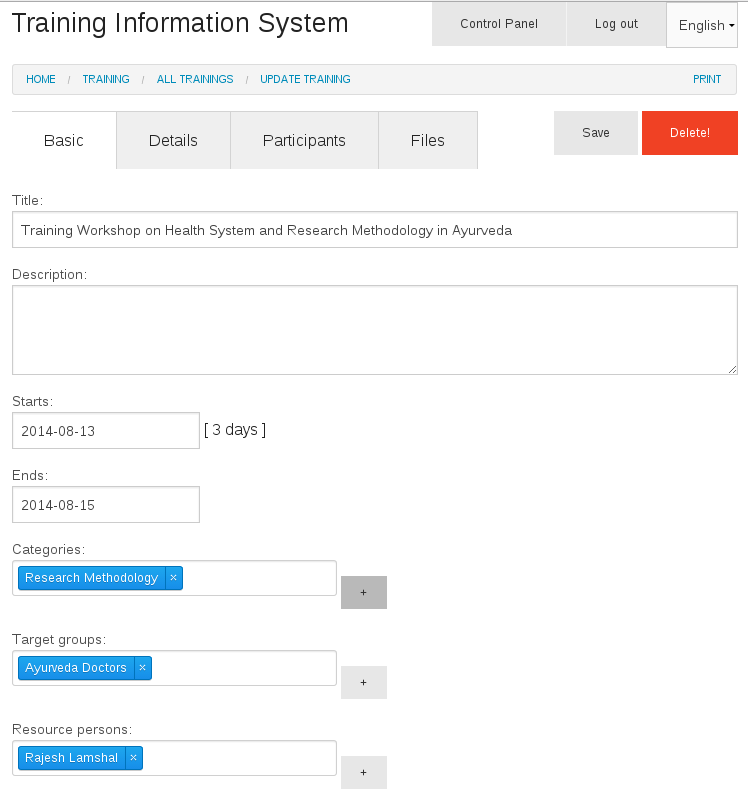 Training Information System
Control Panel
Log out
English
HOME / TRAINING / ALL TRAININGS / UPDATE TRAINING
PRINT
Basic
Details
Participants
Files
Save
Delete!
Title:
Training Workshop on Health System and Research Methodology in Ayurveda
Description:
Starts:
2014-08-13 [ 3 days ]
Ends:
2014-08-15
Categories:
Research Methodology ×
+
Target groups:
Ayurveda Doctors ×
+
Resource persons:
Rajesh Lamshal ×
+